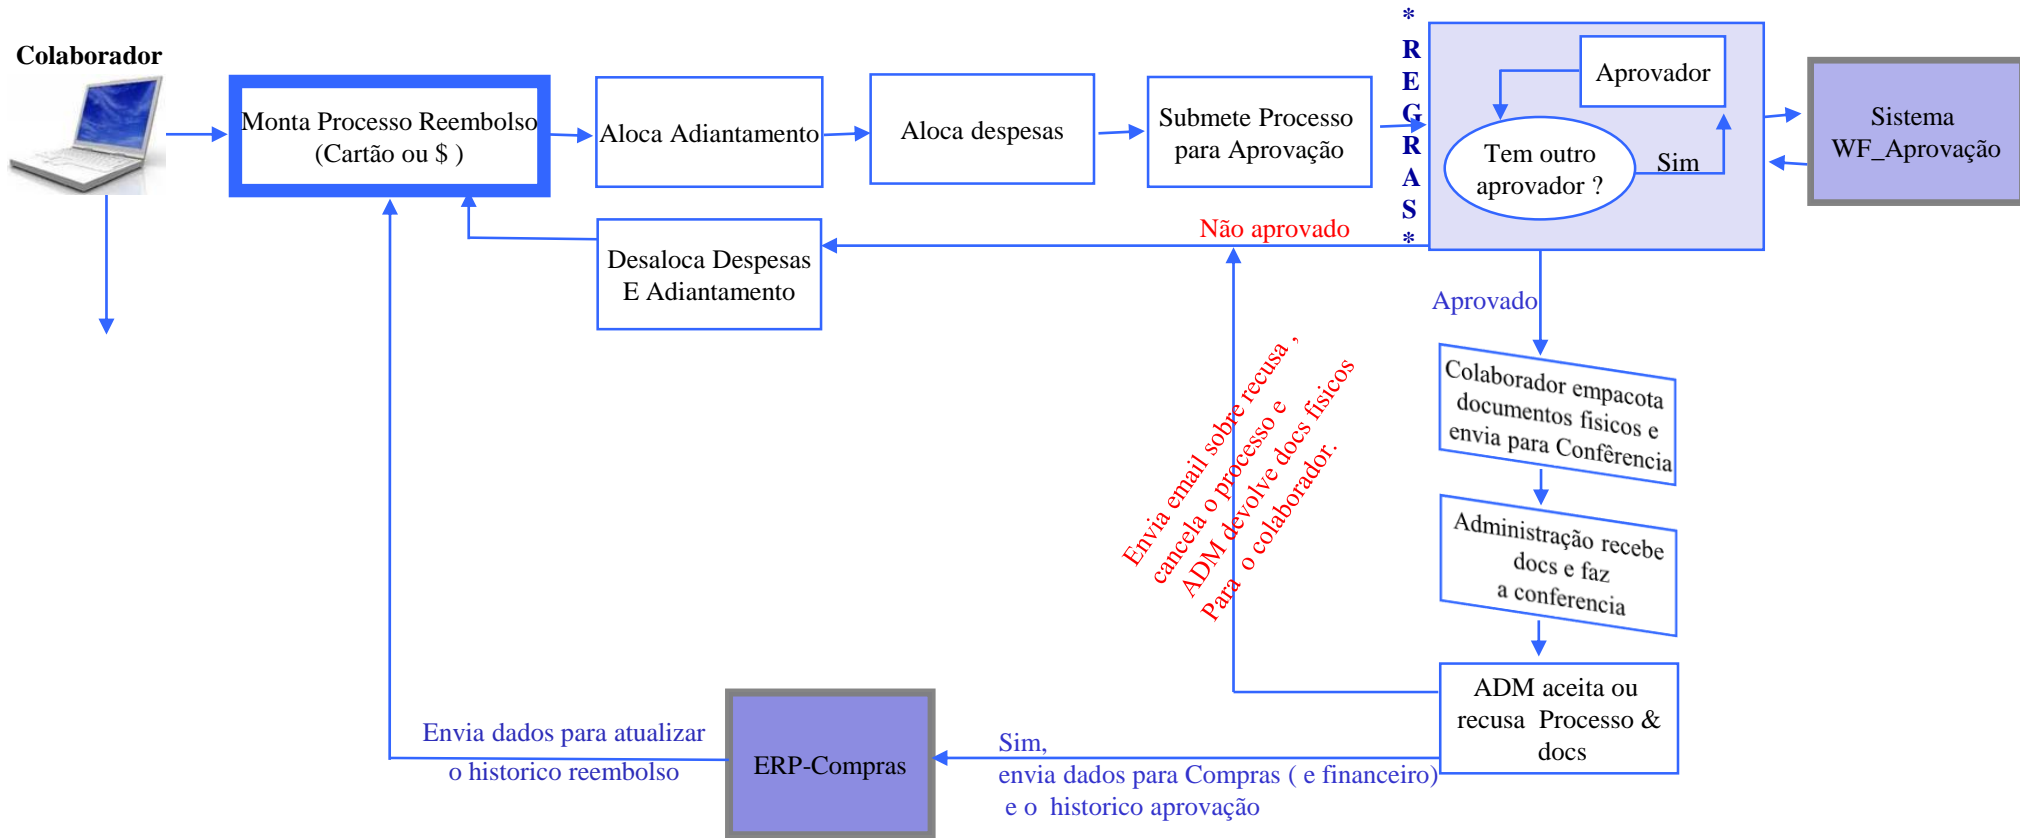 Colaborador
Monta Processo Reembolso
(Cartão ou $ )
Aloca Adiantamento
Aloca despesas
Submete Processo
para Aprovação
*
R
E
G
R
A
S
*
Aprovador
Tem outro
aprovador ?
Sim
Sistema
WF_Aprovação
Não aprovado
Desaloca Despesas
E Adiantamento
Aprovado
Colaborador empacota
documentos fisicos e
envia para Confêrencia
Administração recebe
docs e faz
a conferencia
Envia email sobre recusa ,
cancela o processo e
ADM devolve docs fisicos
Para o colaborador.
ADM aceita ou
recusa Processo &
docs
Sim,
envia dados para Compras ( e financeiro)
e o historico aprovação
ERP-Compras
Envia dados para atualizar
o historico reembolso